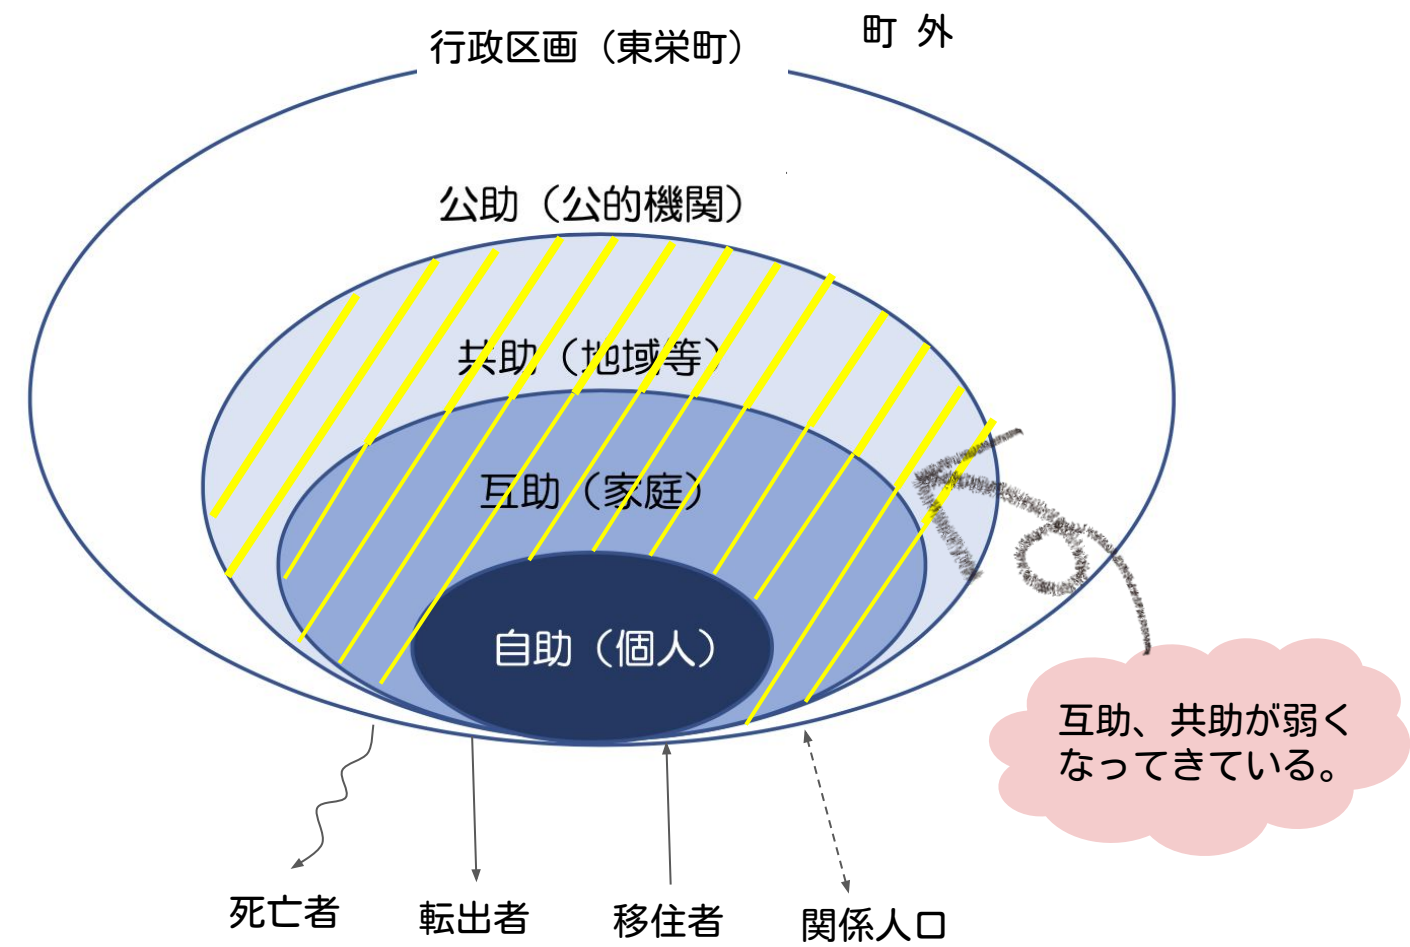 行政区画（東栄町）
町 外
公助（公的機関）
共助（地域等）
互助（家庭）
自助（個人）
互助、共助が弱く
なってきている。
死亡者
転出者
移住者
関係人口